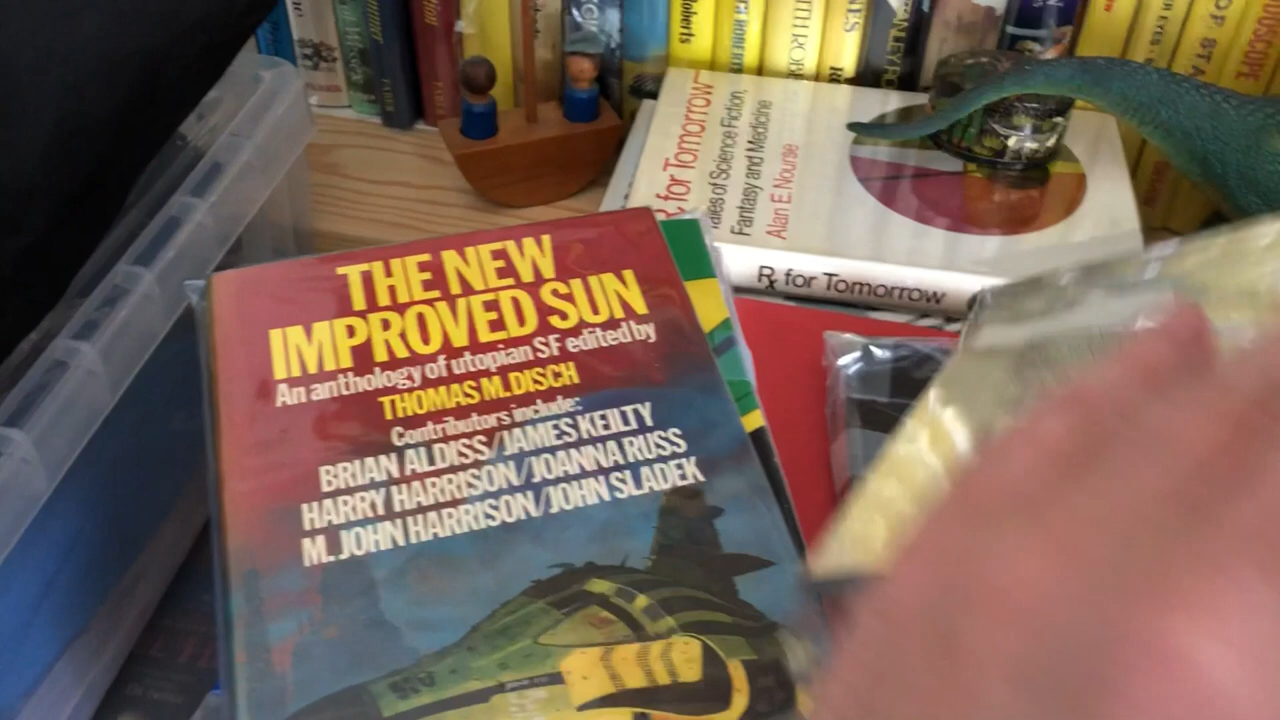 THE NEW
IMPROVED SUN
An anthology of utopian SF edited by
THOMAS M. DISCH
Contributors include:
BRIAN ALDISS/JAMES KEILTY
HARRY HARRISON/JOANNA RUSS
M. JOHN HARRISON/JOHN SLADEK
for Tomorrow
of Science Fiction,
Fantasy and Medicine
Alan E. Nourse
Rx for Tomorrow